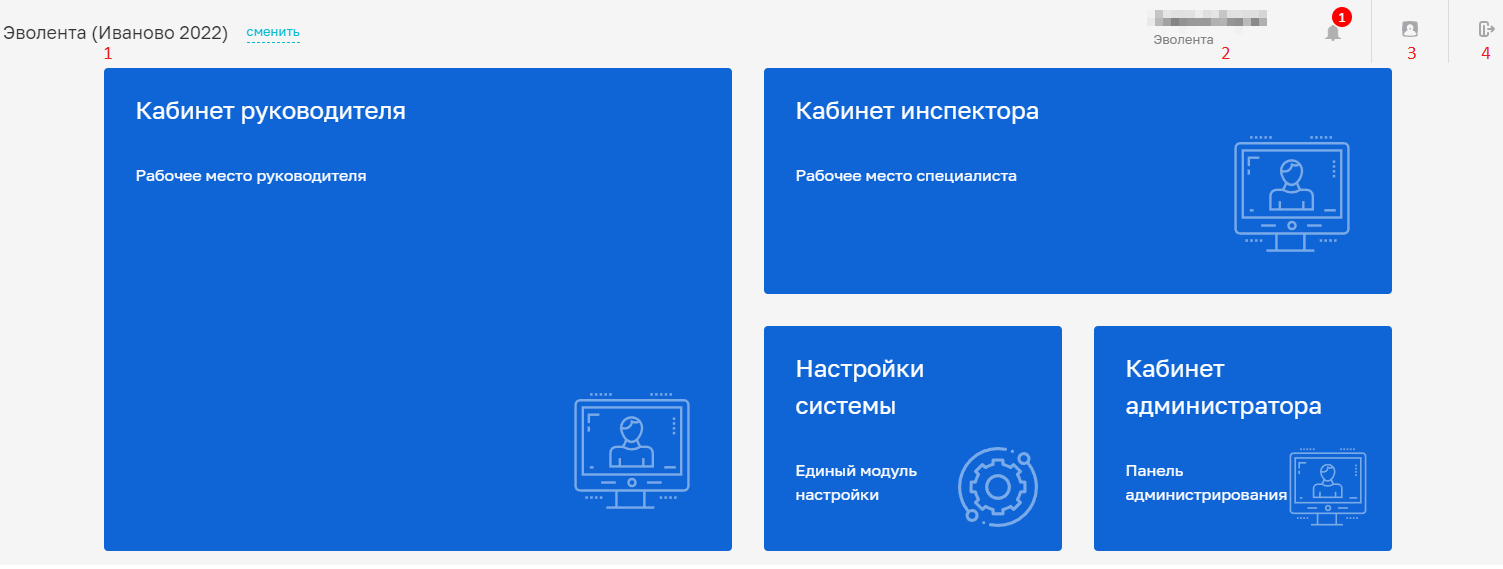 Эволента (Иваново 2022) сменить
1
Эволента
1
2
3
4
Кабинет руководителя
Рабочее место руководителя
Кабинет инспектора
Рабочее место специалиста
Настройки
системы
Единый модуль
настройки
Кабинет
администратора
Панель
администрирования